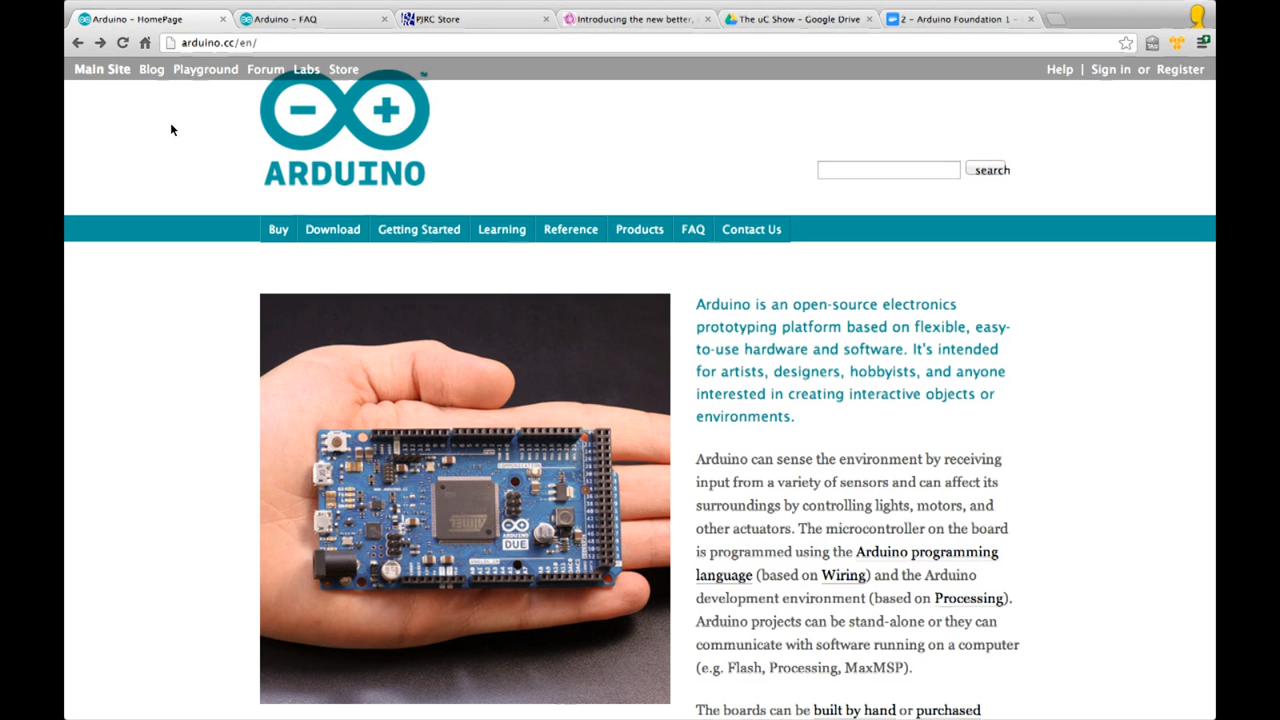 Arduino - HomePage
Arduino - FAQ
PJRC Store
Introducing the new better,
The uC Show - Google Drive
2 - Arduino Foundation 1 -
arduino.cc/en/
Main Site Blog Playground Forum Labs Store
Help | Sign in or Register
ARDUINO
search
Buy Download Getting Started Learning Reference Products FAQ Contact Us
Arduino is an open-source electronics
prototyping platform based on flexible, easy-
to-use hardware and software. It's intended
for artists, designers, hobbyists, and anyone
interested in creating interactive objects or
environments.
Arduino can sense the environment by receiving
input from a variety of sensors and can affect its
surroundings by controlling lights, motors, and
other actuators. The microcontroller on the board
is programmed using the Arduino programming
language (based on Wiring) and the Arduino
development environment (based on Processing).
Arduino projects can be stand-alone or they can
communicate with software running on a computer
(e.g. Flash, Processing, MaxMSP).
The boards can be built by hand or purchased
COMMUNICATION
ATMEL
ARDUINO
DUE